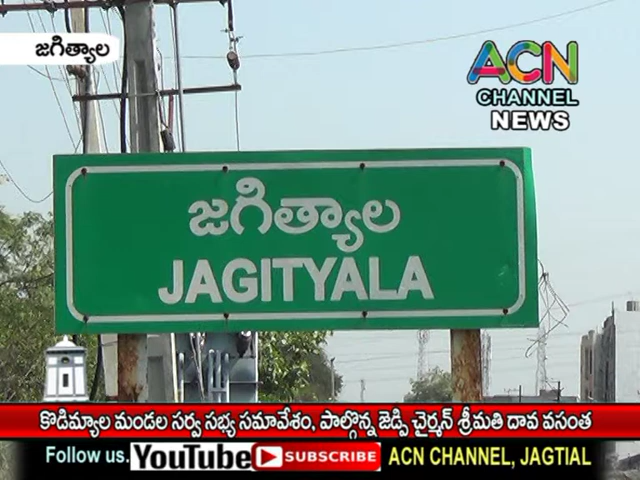 జగిత్యాల
ACN
CHANNEL
NEWS
జగిత్యాల
JAGITYALA
కొడిమ్యాల మండల సర్వ సభ్య సమావేశం, పాల్గొన్న జెడ్పి చైర్మన్ శ్రీమతి దావ వసంత
Follow us. YouTube SUBSCRIBE ACN CHANNEL, JAGTIAL